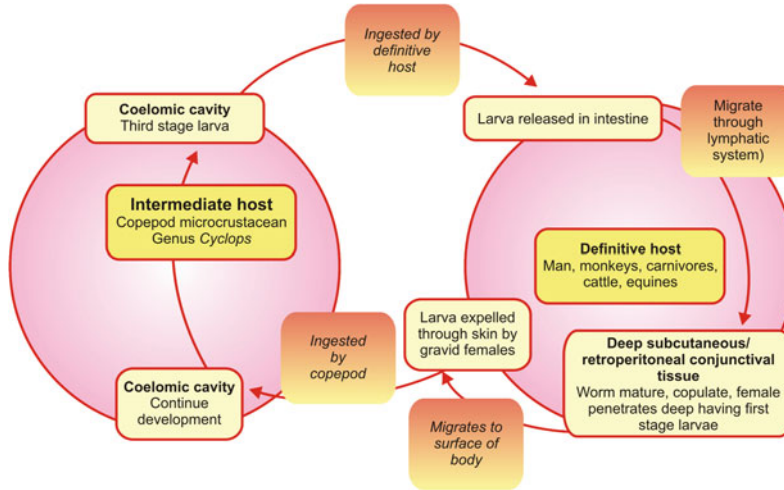 Ingested by
definitive
host
Coelomic cavity
Third stage larva
Larva released in intestine
Migrate
through
lymphatic
system)
Intermediate host
Copepod microcrustacean
Genus Cyclops
Definitive host
Man, monkeys, carnivores,
cattle, equines
Larva expelled
through skin by
gravid females
Ingested
by
copepod
Coelomic cavity
Continue
development
Deep subcutaneous/
retroperitoneal conjunctival
tissue
Worm mature, copulate, female
penetrates deep having first
stage larvae
Migrates to
surface of
body